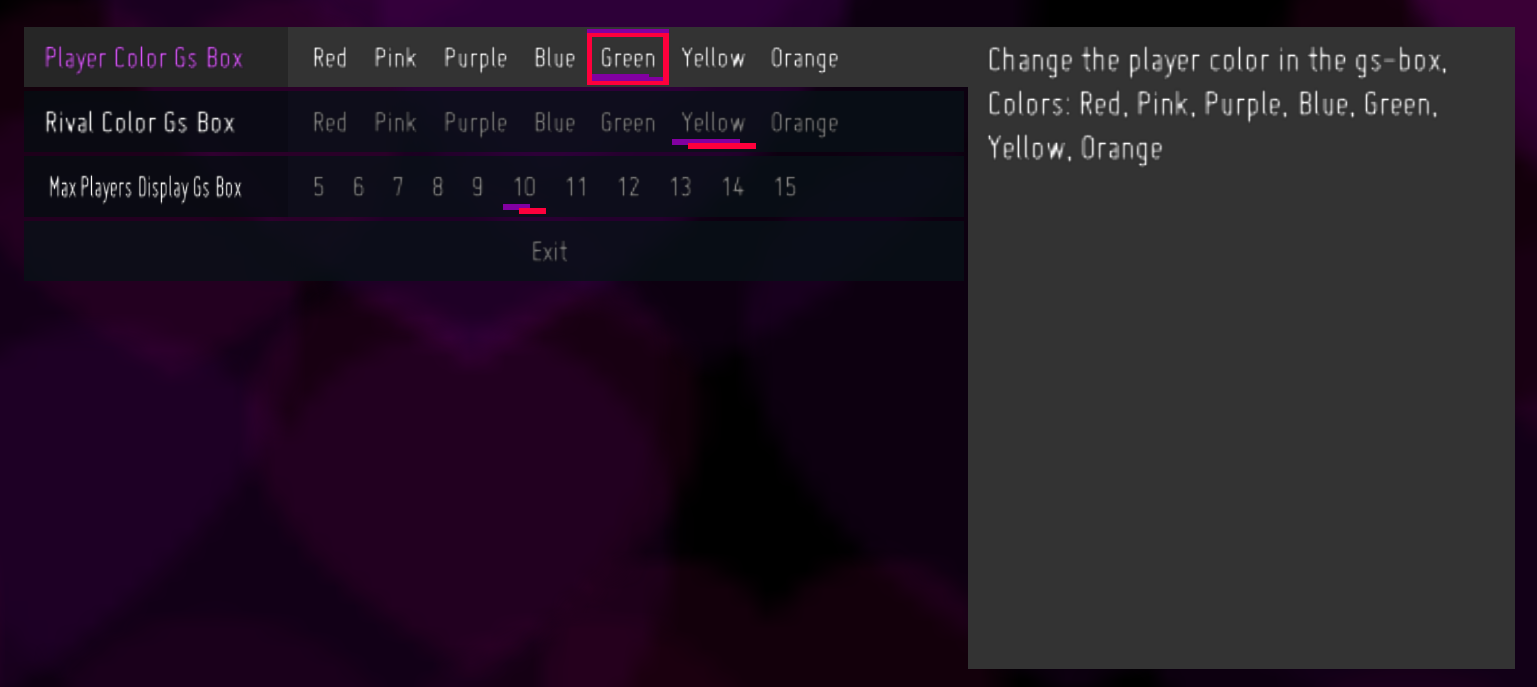 Player Color Gs Box Red Pink Purple Blue Green Yellow Orange
Rival Color Gs Box Red Pink Purple Blue Green Yellow Orange
Max Players Display Gs Box 5 6 7 8 9 10 11 12 13 14 15
Exit
Change the player color in the gs-box,
Colors: Red, Pink, Purple, Blue, Green,
Yellow, Orange